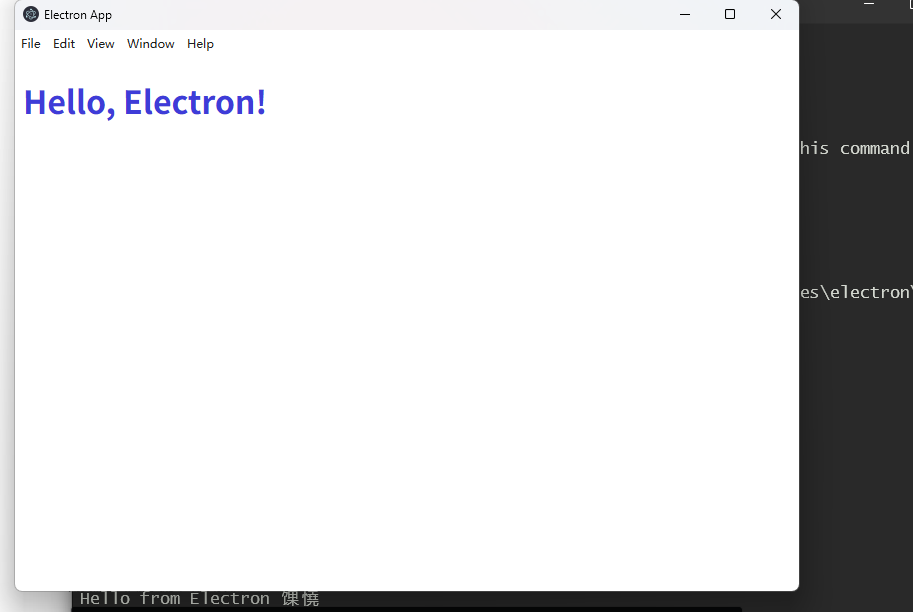 Electron App
File Edit View Window Help
Hello, Electron!
his command
es\electron\
Hello from Electron 馃憢